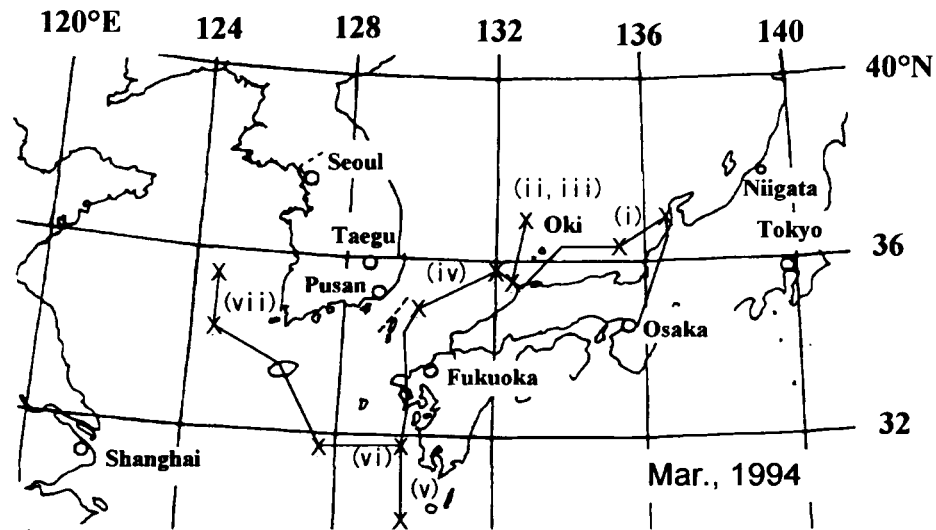 120°E 124 128 132 136 140
40°N
Seoul
(ii, iii)
Niigata
Oki (i)
Taegu
Tokyo
36
(iv)
Pusan
(vii)
Osaka
Fukuoka
32
Shanghai
(vi)
Mar., 1994
(v)